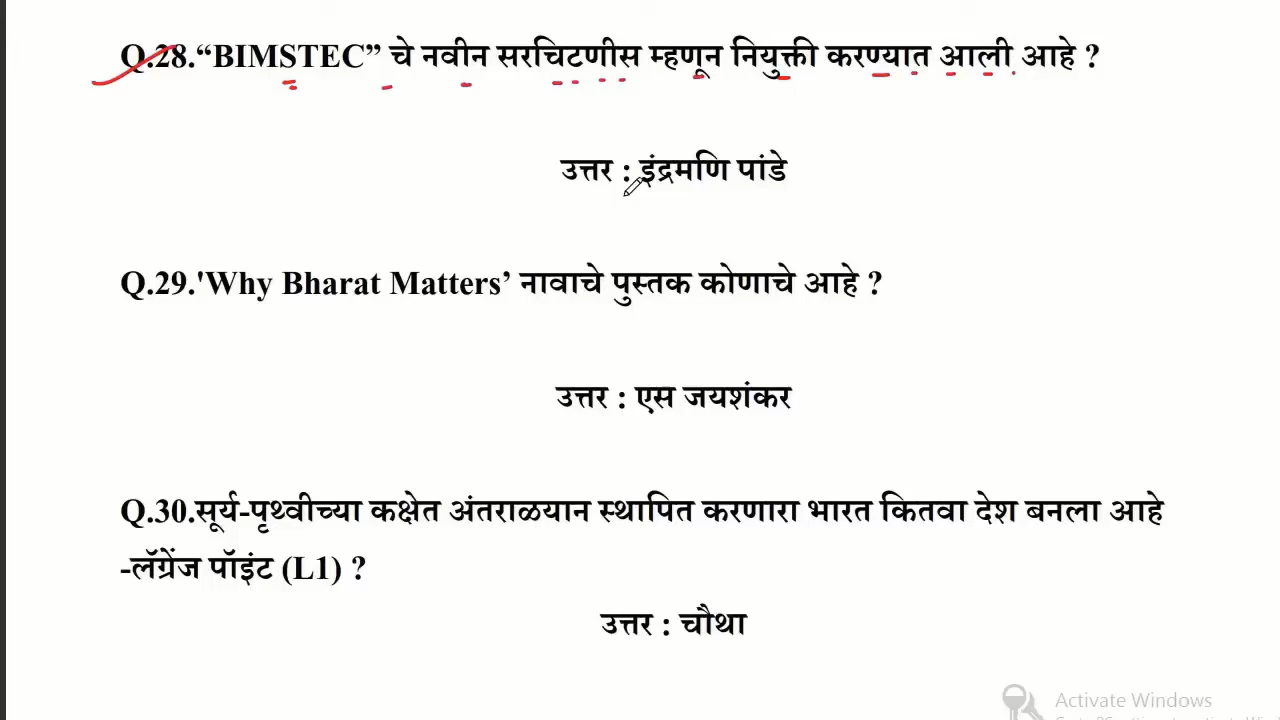 Q.28.“BIMSTEC” चे नवीन सरचिटणीस म्हणून नियुक्ती करण्यात आली आहे ?
उत्तर : इंद्रमणि पांडे
Q.29.'Why Bharat Matters’ नावाचे पुस्तक कोणाचे आहे ?
उत्तर : एस जयशंकर
Q.30.सूर्य-पृथ्वीच्या कक्षेत अंतराळयान स्थापित करणारा भारत कितवा देश बनला आहे
-लॅग्रेंज पॉइंट (L1) ?
उत्तर : चौथा
Activate Windows